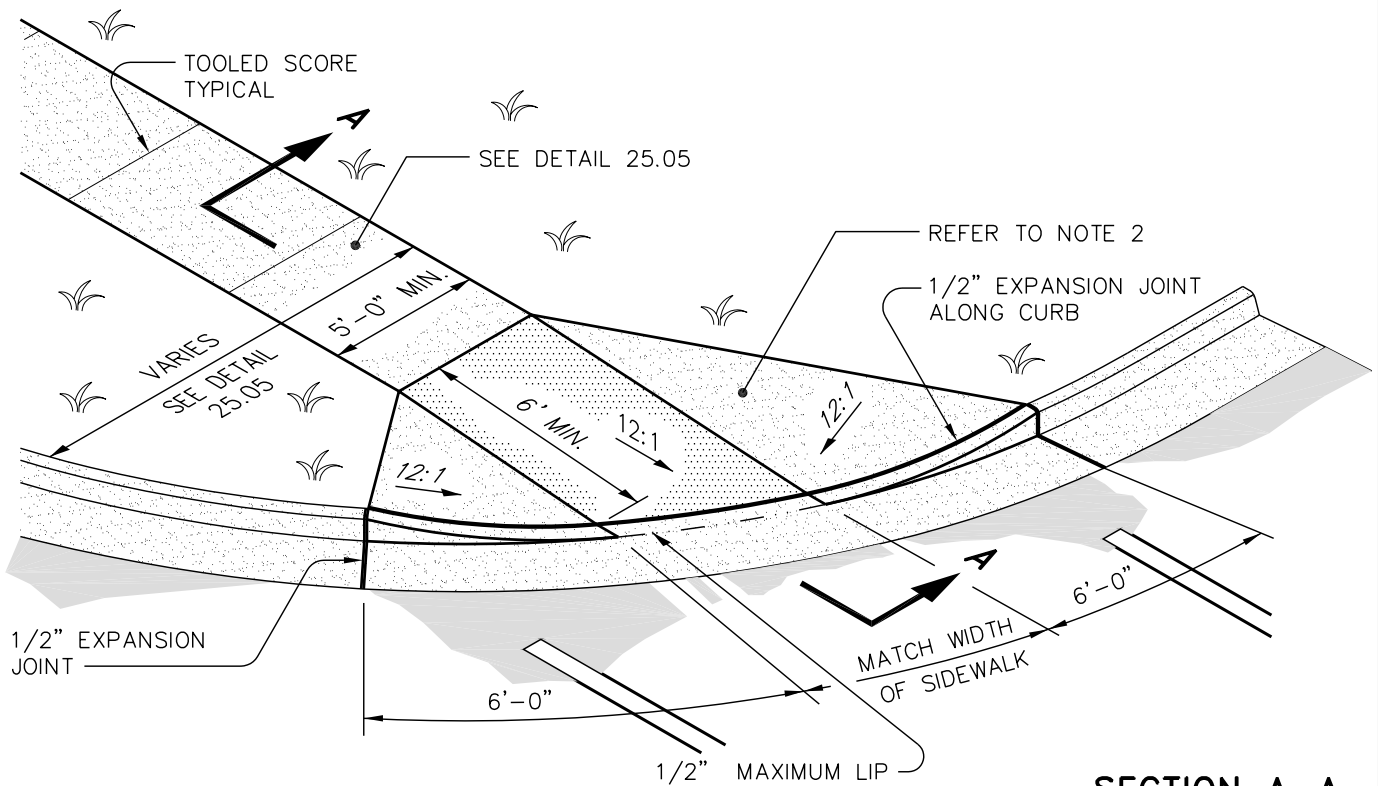 TOOLED SCORE
TYPICAL
A
SEE DETAIL 25.05
REFER TO NOTE 2
1/2” EXPANSION JOINT
ALONG CURB
5'-0” MIN.
VARIES
SEE DETAIL
25.05
6' MIN.
12:1
12:1
12:1
A
6'-0”
1/2” EXPANSION
JOINT
MATCH WIDTH
OF SIDEWALK
6'-0”
1/2” MAXIMUM LIP
SECTION A-A